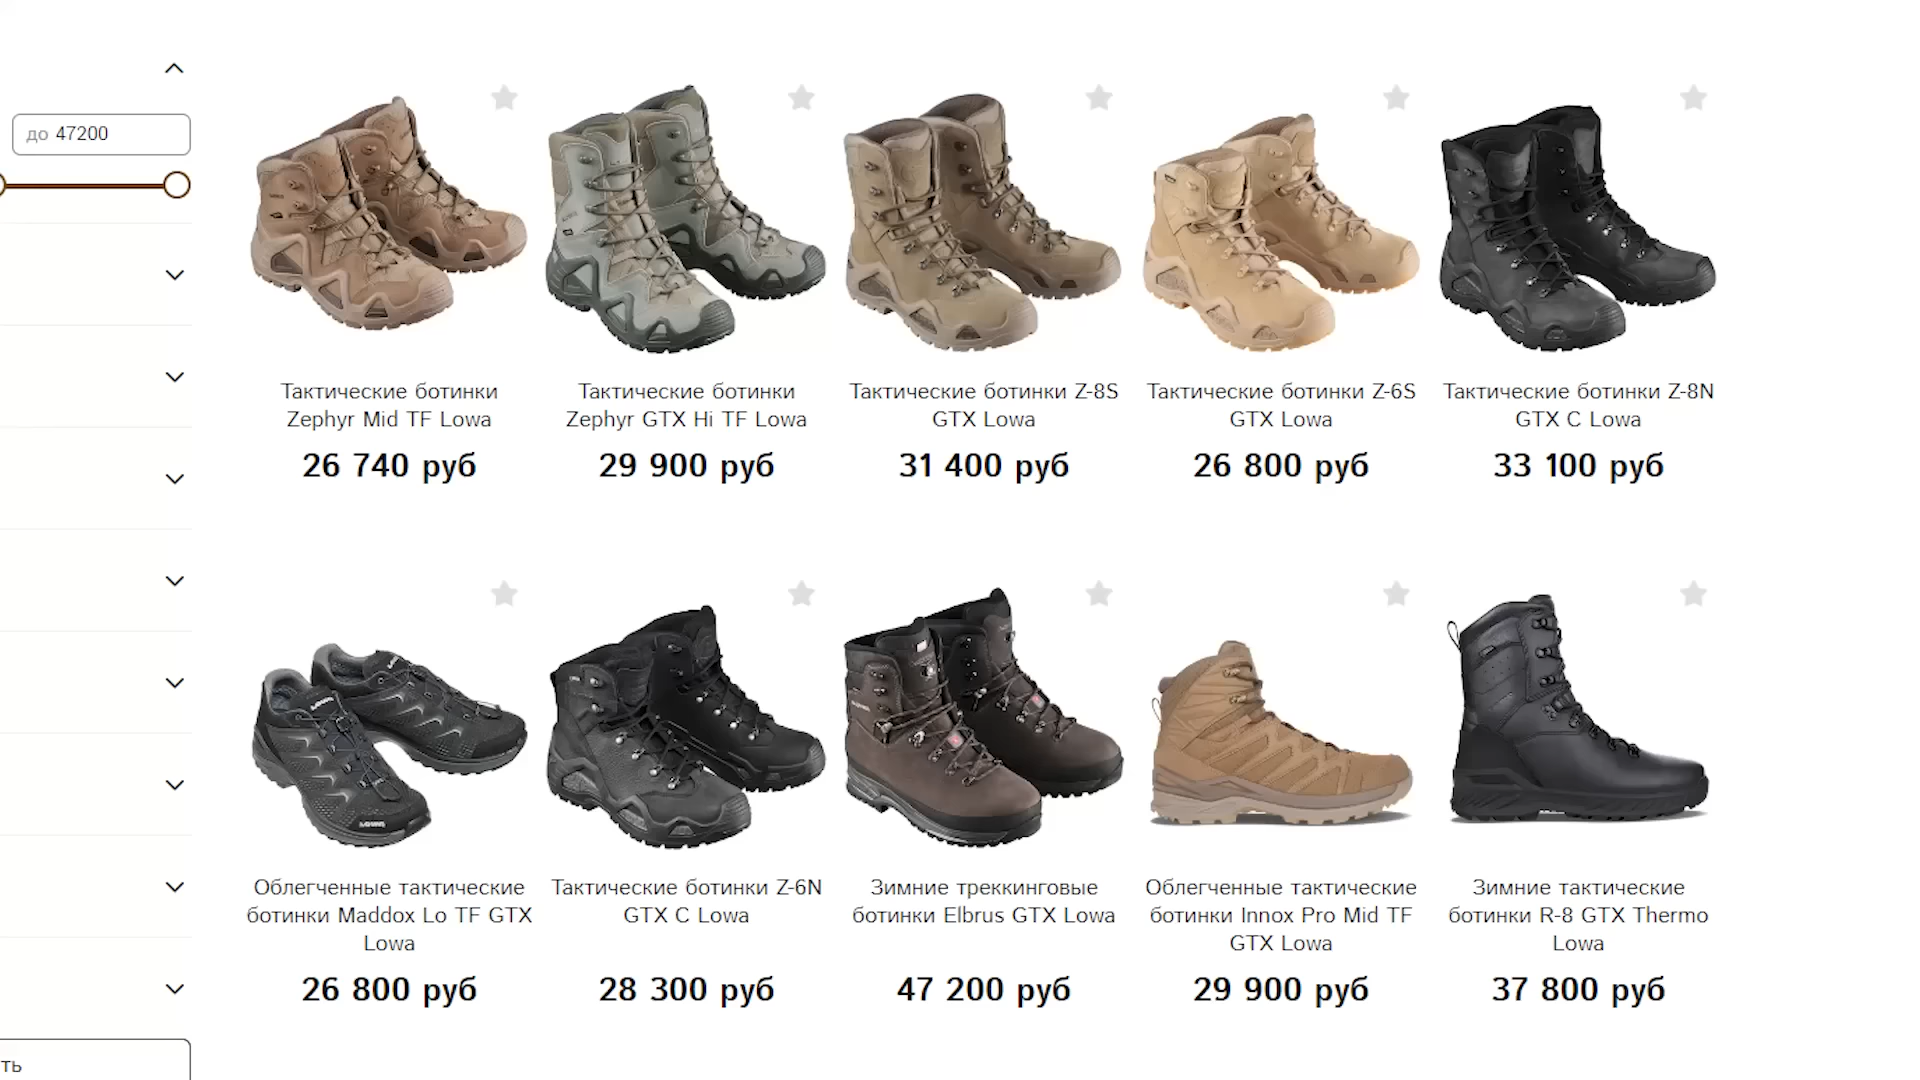 до 47200
Тактические ботинки
Zephyr Mid TF Lowa
26 740 руб
Тактические ботинки
Zephyr GTX Hi TF Lowa
29 900 руб
Тактические ботинки Z-8S
GTX Lowa
31 400 руб
Тактические ботинки Z-6S
GTX Lowa
26 800 руб
Тактические ботинки Z-8N
GTX C Lowa
33 100 руб
Облегченные тактические
ботинки Maddox Lo TF GTX
Lowa
26 800 руб
Тактические ботинки Z-6N
GTX C Lowa
28 300 руб
Зимние треккинговые
ботинки Elbrus GTX Lowa
47 200 руб
Облегченные тактические
ботинки Innox Pro Mid TF
GTX Lowa
29 900 руб
Зимние тактические
ботинки R-8 GTX Thermo
Lowa
37 800 руб
ть